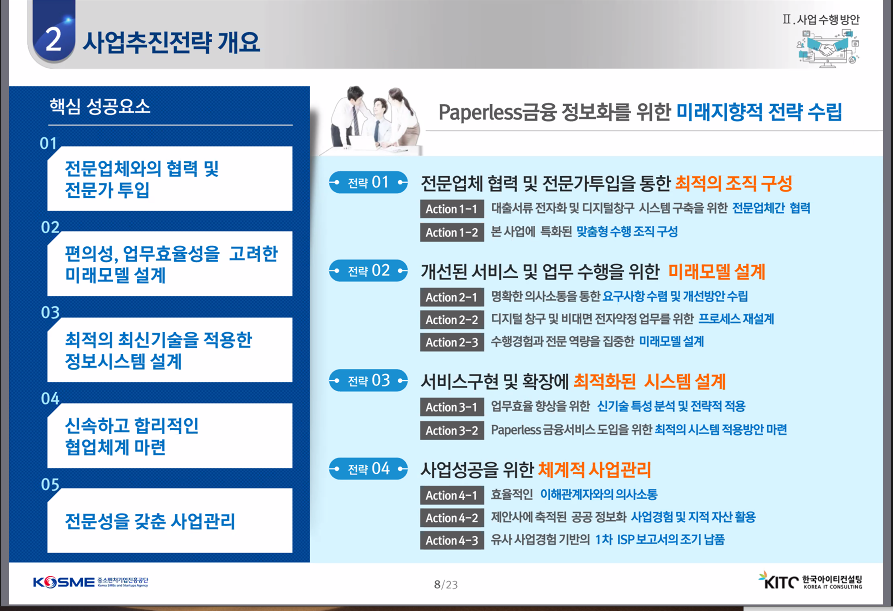 2
사업추진전략 개요
Ⅱ. 사업 수행 방안
핵심 성공요소
01
전문업체와의 협력 및
전문가 투입
02
편의성, 업무효율성을 고려한
미래모델 설계
03
최적의 최신기술을 적용한
정보시스템 설계
04
신속하고 합리적인
협업체계 마련
05
전문성을 갖춘 사업관리
Paperless금융 정보화를 위한 미래지향적 전략 수립
전략 01 전문업체 협력 및 전문가투입을 통한 최적의 조직 구성
Action 1-1 대출서류 전자화 및 디지털창구 시스템 구축을 위한 전문업체간 협력
Action 1-2 본 사업에 특화된 맞춤형 수행 조직 구성
전략 02 개선된 서비스 및 업무 수행을 위한 미래모델 설계
Action 2-1 명확한 의사소통을 통한 요구사항 수렴 및 개선방안 수립
Action 2-2 디지털 창구 및 비대면 전자약정 업무를 위한 프로세스 재설계
Action 2-3 수행경험과 전문 역량을 집중한 미래모델 설계
전략 03 서비스구현 및 확장에 최적화된 시스템 설계
Action 3-1 업무효율 향상을 위한 신기술 특성 분석 및 전략적 적용
Action 3-2 Paperless 금융서비스 도입을 위한 최적의 시스템 적용방안 마련
전략 04 사업성공을 위한 체계적 사업관리
Action 4-1 효율적인 이해관계자와의 의사소통
Action 4-2 제안사에 축적된 공공 정보화 사업경험 및 지적 자산 활용
Action 4-3 유사 사업경험 기반의 1차 ISP 보고서의 조기 납품
KOSME 중소벤처기업진흥공단
Korea SMEs and Startups Agency
8/23
KITC 한국아이티컨설팅
KOREA IT CONSULTING